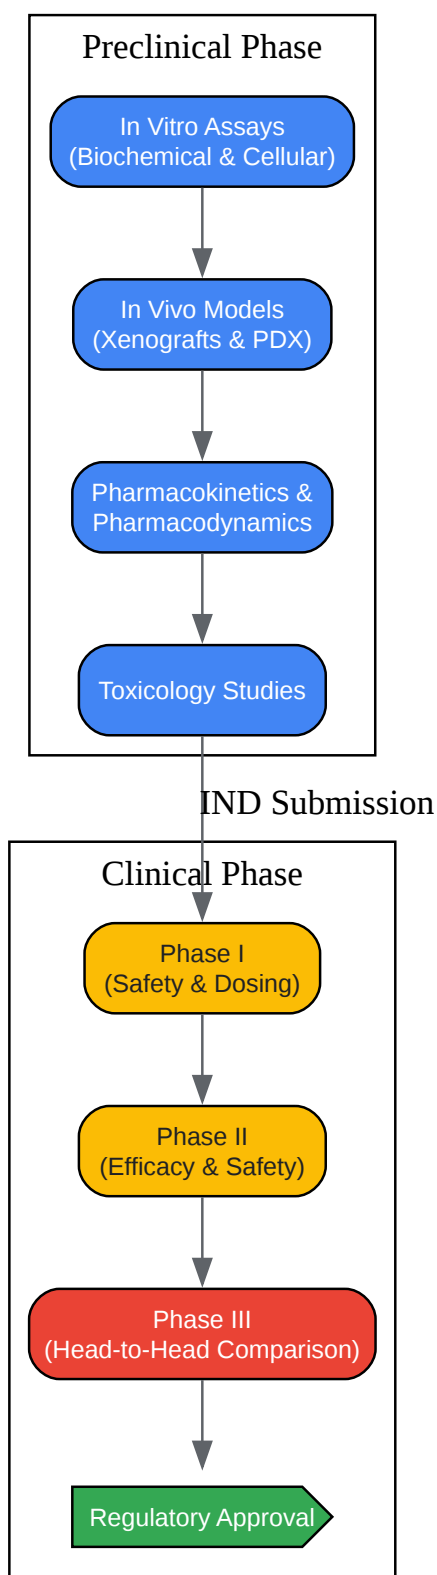 Preclinical Phase
In Vitro Assays
(Biochemical & Cellular)
In Vivo Models
(Xenografts & PDX)
Pharmacokinetics &
Pharmacodynamics
Toxicology Studies
IND Submission
Clinical Phase
Phase I
(Safety & Dosing)
Phase II
(Efficacy & Safety)
Phase III
(Head-to-Head Comparison)
Regulatory Approval